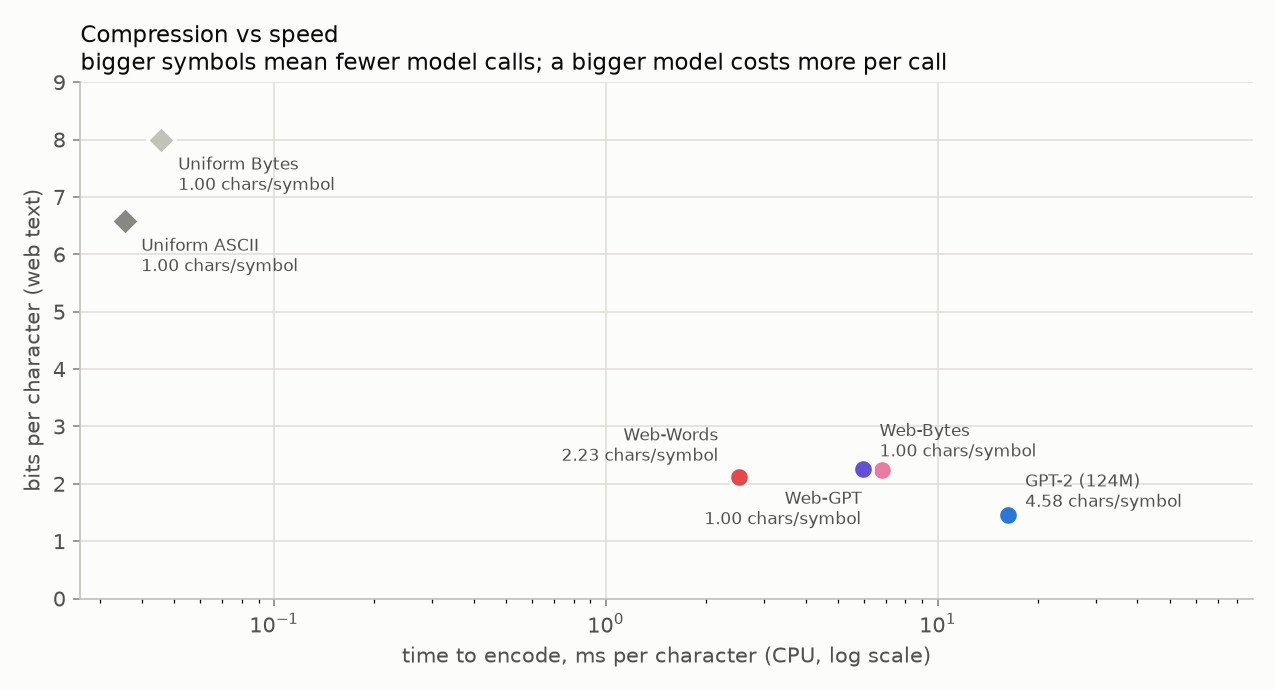 Compression vs speed
bigger symbols mean fewer model calls; a bigger model costs more per call
bits per character (web text)
9
8
7
6
5
4
3
2
1
0
Uniform Bytes
1.00 chars/symbol
Uniform ASCII
1.00 chars/symbol
Web-Words
2.23 chars/symbol
Web-Bytes
1.00 chars/symbol
Web-GPT
1.00 chars/symbol
GPT-2 (124M)
4.58 chars/symbol
10⁻¹ 10⁰ 10¹
time to encode, ms per character (CPU, log scale)